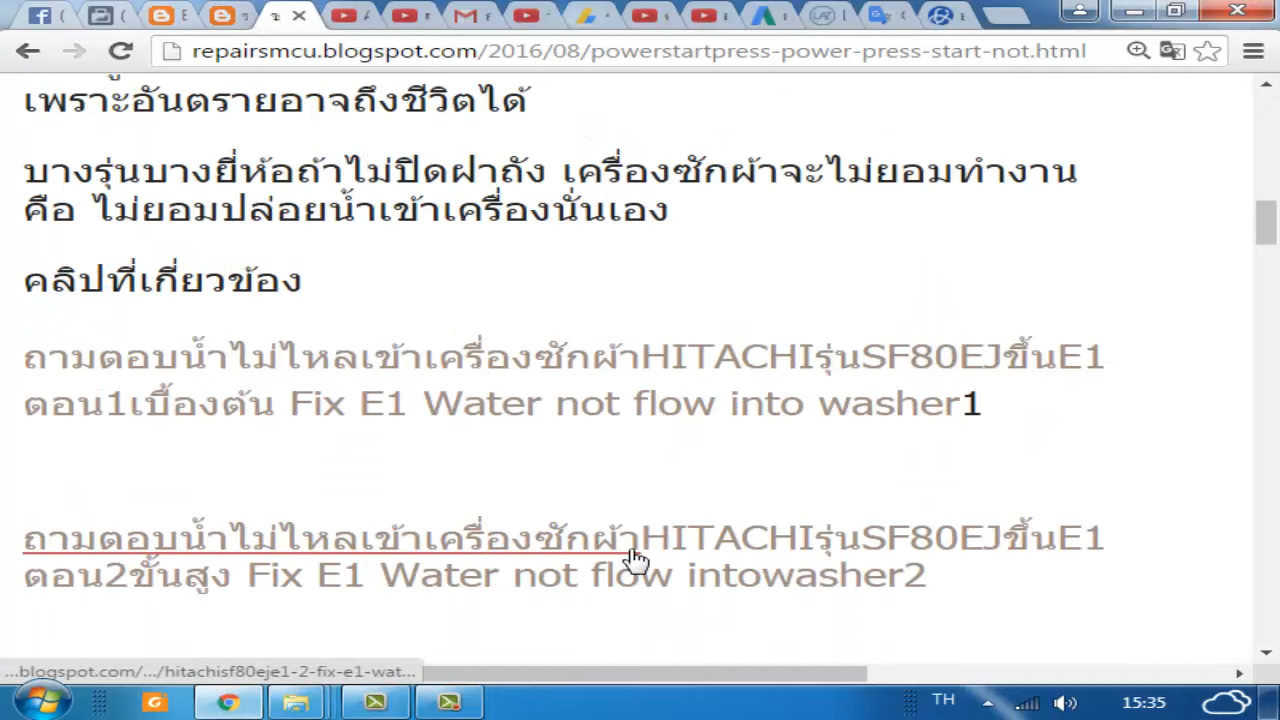 repairsmcu.blogspot.com/2016/08/powerstartpress-power-press-start-not.html
เพราะอันตรายอาจถึงชีวิตได้
บางรุ่นบางยี่ห้อถ้าไม่ปิดฝาถัง เครื่องซักผ้าจะไม่ยอมทำงาน
คือ ไม่ยอมปล่อยน้ำเข้าเครื่องนั่นเอง
คลิปที่เกี่ยวข้อง
ถามตอบน้ำไม่ไหลเข้าเครื่องซักผ้าHITACHIรุ่นSF80EJขึ้นE1
ตอน1เบื้องต้น Fix E1 Water not flow into washer1
ถามตอบน้ำไม่ไหลเข้าเครื่องซักผ้าHITACHIรุ่นSF80EJขึ้นE1
ตอน2ขั้นสูง Fix E1 Water not flow intowasher2
...blogspot.com/.../hitachisf80eje1-2-fix-e1-wat...
TH 15:35